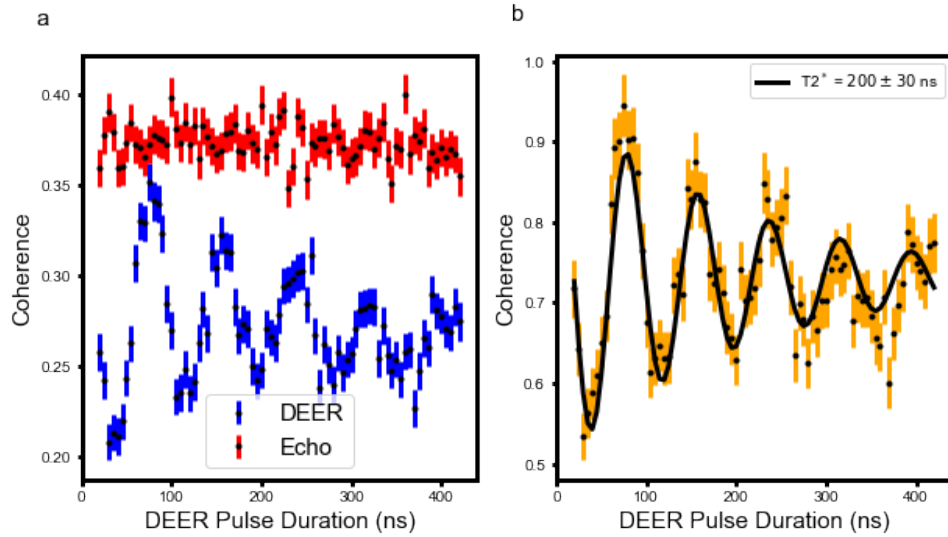 a
b
Coherence
0.40
0.35
0.30
0.25
0.20
DEER
Echo
0
100
200
300
400
DEER Pulse Duration (ns)
Coherence
1.0
0.9
0.8
0.7
0.6
0.5
T2* = 200 ± 30 ns
0
100
200
300
400
DEER Pulse Duration (ns)